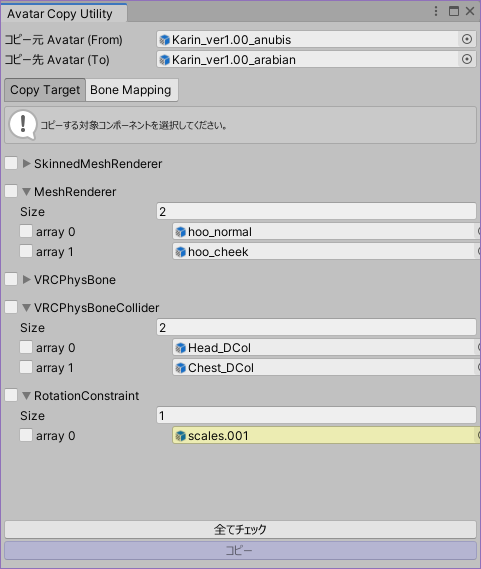 Avatar Copy Utility
コピー元 Avatar (From) Karin_ver1.00_anubis
コピー先 Avatar (To) Karin_ver1.00_arabian
Copy Target Bone Mapping
コピーする対象コンポーネントを選択してください。
SkinnedMeshRenderer
MeshRenderer
Size 2
array 0 hoo_normal
array 1 hoo_cheek
VRCPhysBone
VRCPhysBoneCollider
Size 2
array 0 Head_DCol
array 1 Chest_DCol
RotationConstraint
Size 1
array 0 scales.001
全てチェック
コピー